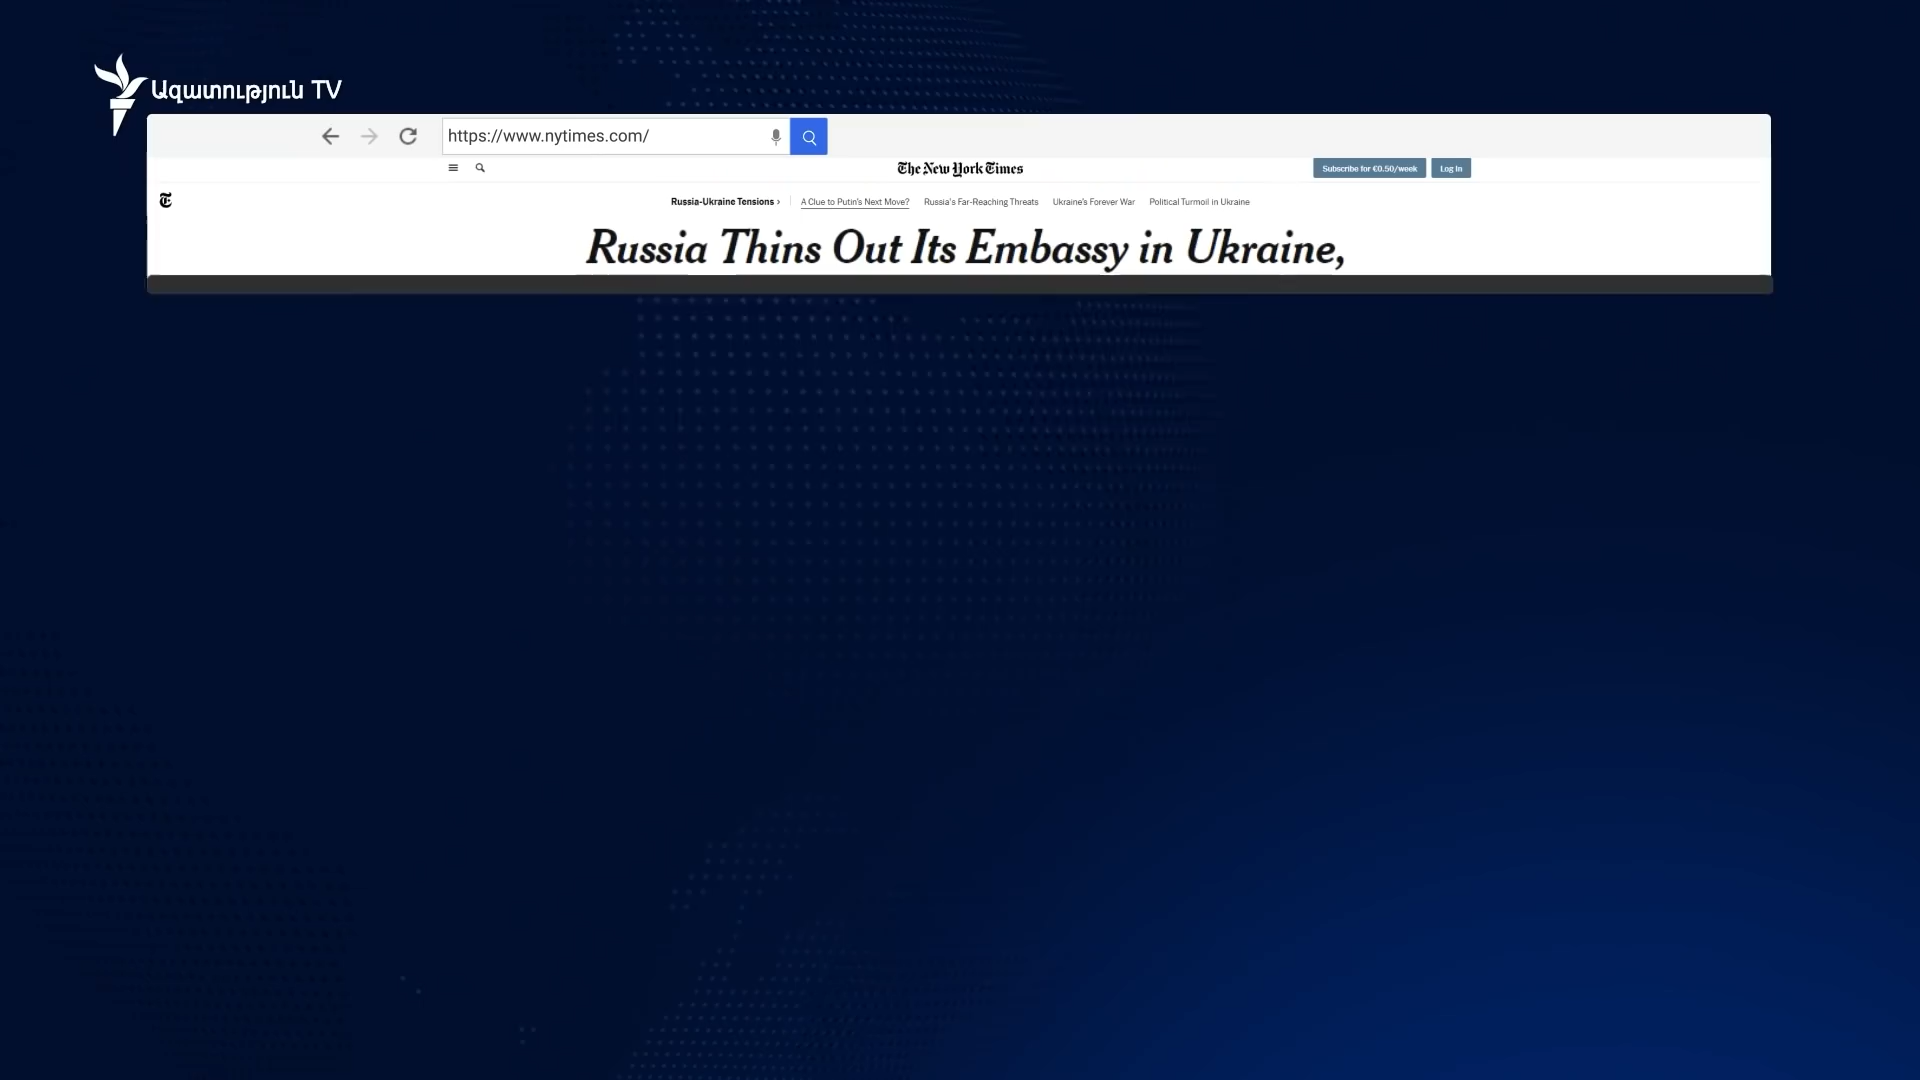 Ազատություն TV
https://www.nytimes.com/
The New York Times
Subscribe for €0.50/week
Log in
Russia-Ukraine Tensions ›
A Clue to Putin's Next Move?
Russia's Far-Reaching Threats
Ukraine's Forever War
Political Turmoil in Ukraine
Russia Thins Out Its Embassy in Ukraine,